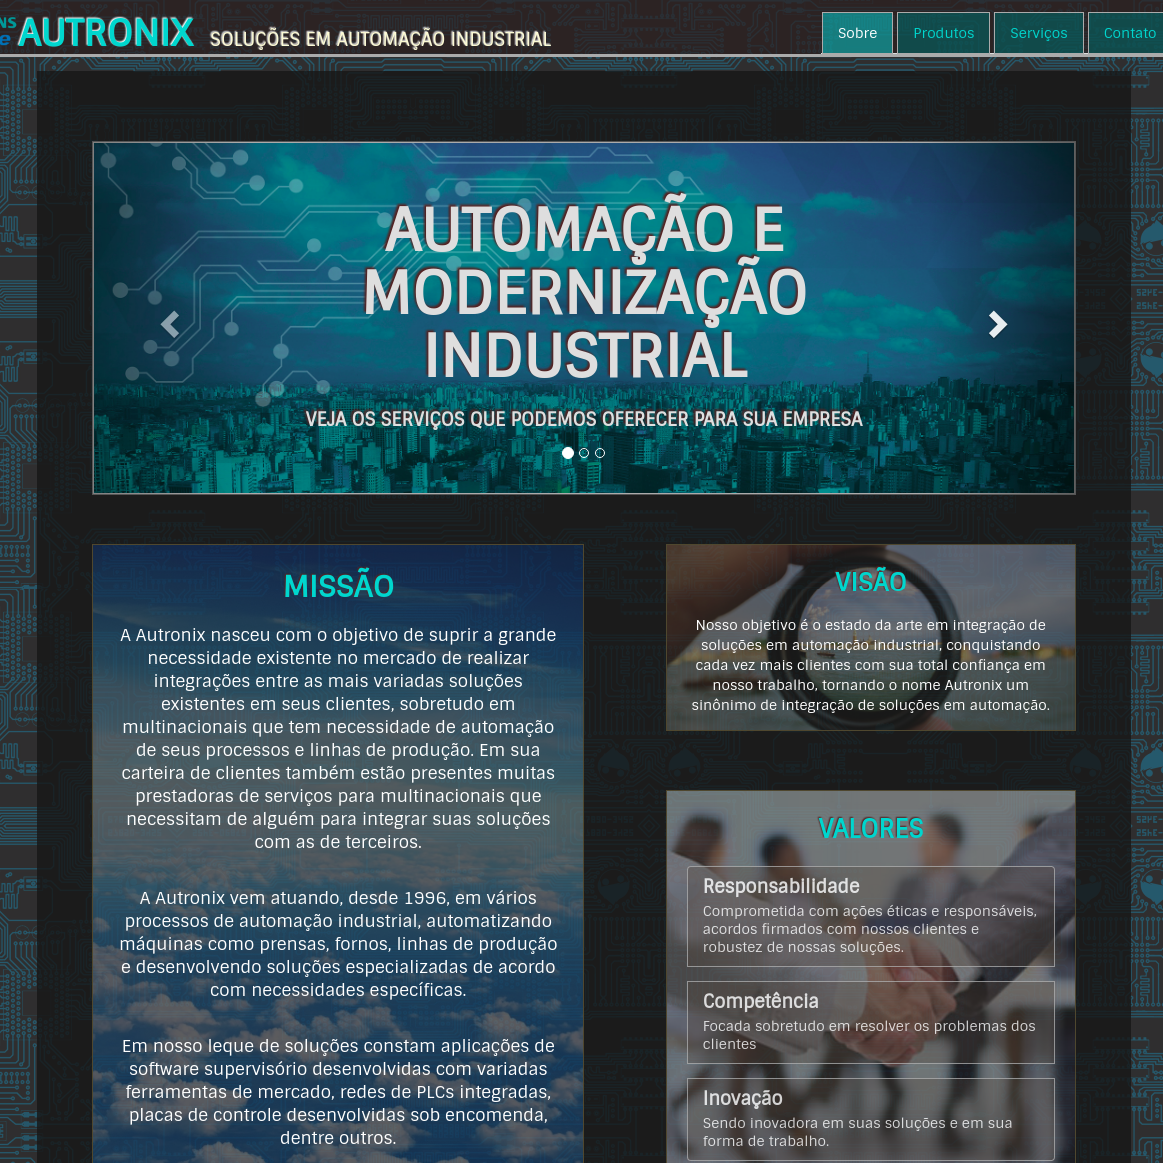 NS
e
AUTRONIX SOLUÇÕES EM AUTOMAÇÃO INDUSTRIAL
Sobre
Produtos
Serviços
Contato
AUTOMAÇÃO E
MODERNIZAÇÃO
INDUSTRIAL
VEJA OS SERVIÇOS QUE PODEMOS OFERECER PARA SUA EMPRESA
MISSÃO
A Autronix nasceu com o objetivo de suprir a grande
necessidade existente no mercado de realizar
integrações entre as mais variadas soluções
existentes em seus clientes, sobretudo em
multinacionais que tem necessidade de automação
de seus processos e linhas de produção. Em sua
carteira de clientes também estão presentes muitas
prestadoras de serviços para multinacionais que
necessitam de alguém para integrar suas soluções
com as de terceiros.
A Autronix vem atuando, desde 1996, em vários
processos de automação industrial, automatizando
máquinas como prensas, fornos, linhas de produção
e desenvolvendo soluções especializadas de acordo
com necessidades específicas.
Em nosso leque de soluções constam aplicações de
software supervisório desenvolvidas com variadas
ferramentas de mercado, redes de PLCs integradas,
placas de controle desenvolvidas sob encomenda,
dentre outros.
VISÃO
Nosso objetivo é o estado da arte em integração de
soluções em automação industrial, conquistando
cada vez mais clientes com sua total confiança em
nosso trabalho, tornando o nome Autronix um
sinônimo de integração de soluções em automação.
VALORES
Responsabilidade
Comprometida com ações éticas e responsáveis,
acordos firmados com nossos clientes e
robustez de nossas soluções.
Competência
Focada sobretudo em resolver os problemas dos
clientes
Inovação
Sendo inovadora em suas soluções e em sua
forma de trabalho.